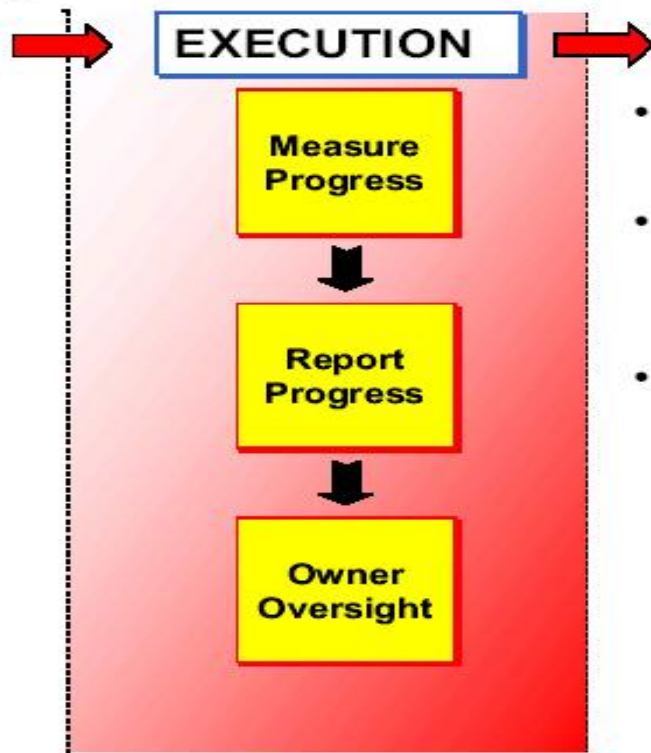 EXECUTION
Measure
Progress
Report
Progress
Owner
Oversight